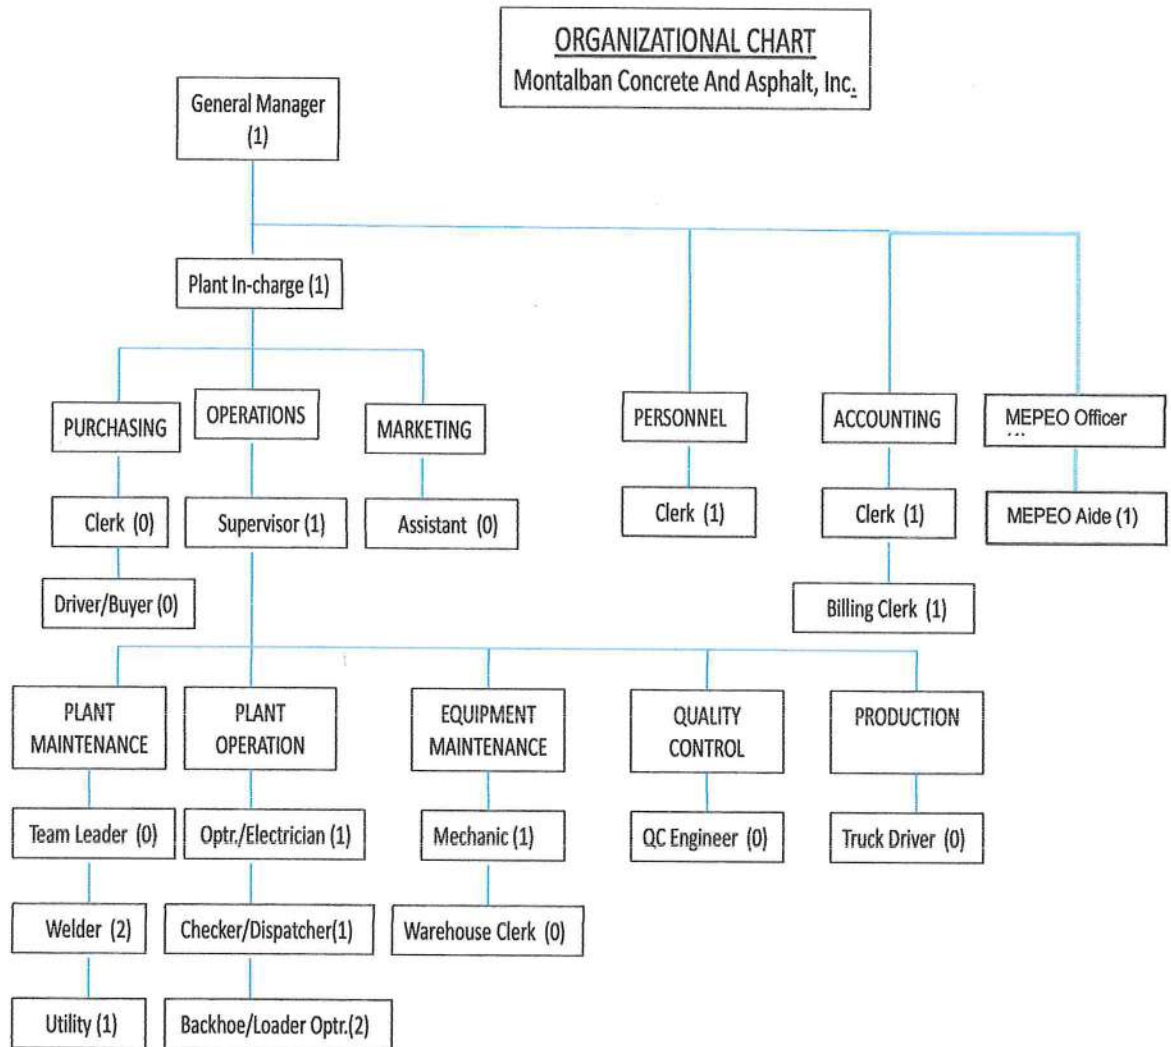 ORGANIZATIONAL CHART
Montalban Concrete And Asphalt, Inc.
General Manager
(1)
Plant In-charge (1)
PURCHASING
OPERATIONS
MARKETING
PERSONNEL
ACCOUNTING
MEPEO Officer
Clerk (0)
Supervisor (1)
Assistant (0)
Clerk (1)
Clerk (1)
MEPEO Aide (1)
Driver/Buyer (0)
Billing Clerk (1)
PLANT
MAINTENANCE
PLANT
OPERATION
EQUIPMENT
MAINTENANCE
QUALITY
CONTROL
PRODUCTION
Team Leader (0)
Optr./Electrician (1)
Mechanic (1)
QC Engineer (0)
Truck Driver (0)
Welder (2)
Checker/Dispatcher(1)
Warehouse Clerk (0)
Utility (1)
Backhoe/Loader Optr.(2)